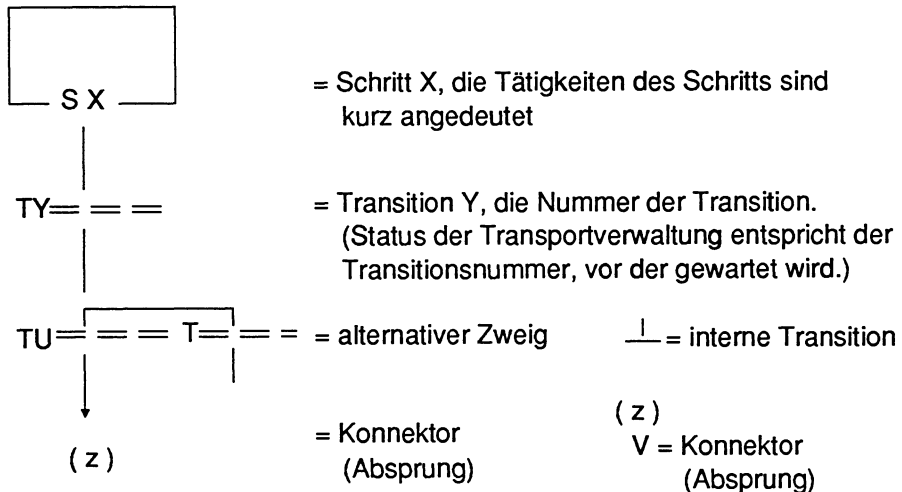 S X
= Schritt X, die Tätigkeiten des Schritts sind
kurz angedeutet
TY
= Transition Y, die Nummer der Transition.
(Status der Transportverwaltung entspricht der
Transitionsnummer, vor der gewartet wird.)
TU T = alternativer Zweig
= interne Transition
( z )
= Konnektor
(Absprung)
( z )
V = Konnektor
(Absprung)